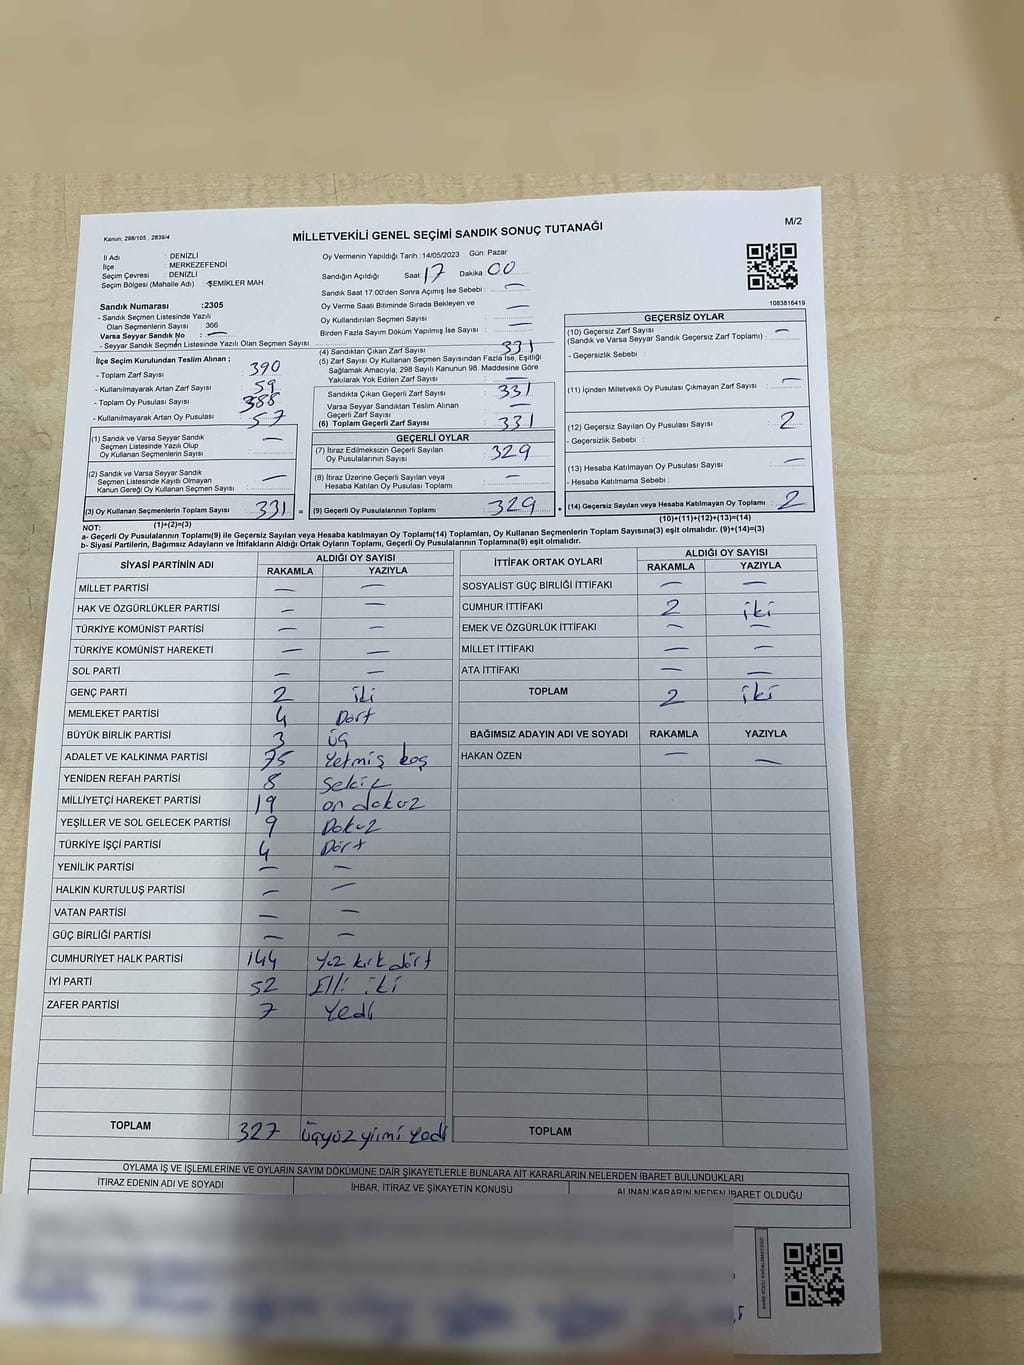 Kanun, 298/105 , 2839/4
MİLLETVEKİLİ GENEL SEÇİMİ SANDIK SONUÇ TUTANAĞI
M/2
İl Adı : DENİZLİ
İlçe : MERKEZEFENDİ
Seçim Çevresi : DENİZLİ
Seçim Bölgesi (Mahalle Adı) : ŞEMİKLER MAH
Sandık Numarası :2305
- Sandık Seçmen Listesinde Yazılı
Olan Seçmenlerin Sayısı : 366
Varsa Seyyar Sandık No : —
- Seyyar Sandık Seçmen Listesinde Yazılı Olan Seçmen Sayısı
Oy Vermenin Yapıldığı Tarih : 14/05/2023 Gün: Pazar
Sandığın Açıldığı Saat 17 Dakika 00
Sandık Saat 17:00'den Sonra Açılmış İse Sebebi : —
Oy Verme Saati Bitiminde Sırada Bekleyen ve
Oy Kullandırılan Seçmen Sayısı : —
Birden Fazla Sayım Döküm Yapılmış İse Sayısı : —
1083816419
İlçe Seçim Kurulundan Teslim Alınan ;
- Toplam Zarf Sayısı : 390
- Kullanılmayarak Artan Zarf Sayısı : 59
- Toplam Oy Pusulası Sayısı : 388
- Kullanılmayarak Artan Oy Pusulası : 57
(1) Sandık ve Varsa Seyyar Sandık
Seçmen Listesinde Yazılı Olup
Oy Kullanan Seçmenlerin Sayısı : —
(2) Sandık ve Varsa Seyyar Sandık
Seçmen Listesinde Kayıtlı Olmayan
Kanun Gereği Oy Kullanan Seçmen Sayısı : —
(3) Oy Kullanan Seçmenlerin Toplam Sayısı : 331 =
(1)+(2)=(3)
(4) Sandıktan Çıkan Zarf Sayısı : 331
(5) Zarf Sayısı Oy Kullanan Seçmen Sayısından Fazla İse, Eşitliği
Sağlamak Amacıyla, 298 Sayılı Kanunun 98. Maddesine Göre
Yakılarak Yok Edilen Zarf Sayısı : —
Sandıkta Çıkan Geçerli Zarf Sayısı : 331
Varsa Seyyar Sandıktan Teslim Alınan
Geçerli Zarf Sayısı : —
(6) Toplam Geçerli Zarf Sayısı : 331
GEÇERLİ OYLAR
(7) İtiraz Edilmeksizin Geçerli Sayılan
Oy Pusulalarının Sayısı : 329
(8) İtiraz Üzerine Geçerli Sayılan veya
Hesaba Katılan Oy Pusulası Toplamı : —
(9) Geçerli Oy Pusulalarının Toplamı : 329 +
GEÇERSİZ OYLAR
(10) Geçersiz Zarf Sayısı : —
(Sandık ve Varsa Seyyar Sandık Geçersiz Zarf Toplamı)
- Geçersizlik Sebebi :
(11) İçinden Milletvekili Oy Pusulası Çıkmayan Zarf Sayısı : —
(12) Geçersiz Sayılan Oy Pusulası Sayısı : 2
- Geçersizlik Sebebi :
(13) Hesaba Katılmayan Oy Pusulası Sayısı : —
- Hesaba Katılmama Sebebi :
(14) Geçersiz Sayılan veya Hesaba Katılmayan Oy Toplamı : 2
(10)+(11)+(12)+(13)=(14)
NOT:
a- Geçerli Oy Pusulalarının Toplamı(9) ile Geçersiz Sayılan veya Hesaba Katılmayan Oy Toplamı(14) Toplamları, Oy Kullanan Seçmenlerin Toplam Sayısına(3) eşit olmalıdır. (9)+(14)=(3)
b- Siyasi Partilerin, Bağımsız Adayların ve İttifakların Aldığı Ortak Oyların Toplamı, Geçerli Oy Pusulalarının Toplamına(9) eşit olmalıdır.
SİYASİ PARTİNİN ADI ALDIĞI OY SAYISI
RAKAMLA YAZIYLA
MİLLET PARTİSİ — —
HAK VE ÖZGÜRLÜKLER PARTİSİ — —
TÜRKİYE KOMÜNİST PARTİSİ — —
TÜRKİYE KOMÜNİST HAREKETİ — —
SOL PARTİ — —
GENÇ PARTİ 2 iki
MEMLEKET PARTİSİ 4 Dört
BÜYÜK BİRLİK PARTİSİ 3 üç
ADALET VE KALKINMA PARTİSİ 75 Yetmiş beş
YENİDEN REFAH PARTİSİ 8 Sekiz
MİLLİYETÇİ HAREKET PARTİSİ 19 on dokuz
YEŞİLLER VE SOL GELECEK PARTİSİ 9 Dokuz
TÜRKİYE İŞÇİ PARTİSİ 4 Dört
YENİLİK PARTİSİ — —
HALKIN KURTULUŞ PARTİSİ — —
VATAN PARTİSİ — —
GÜÇ BİRLİĞİ PARTİSİ — —
CUMHURİYET HALK PARTİSİ 144 Yüz kırk dört
İYİ PARTİ 52 Elli iki
ZAFER PARTİSİ 7 Yedi
TOPLAM 327 üçyüz yirmi Yedi
İTTİFAK ORTAK OYLARI ALDIĞI OY SAYISI
RAKAMLA YAZIYLA
SOSYALİST GÜÇ BİRLİĞİ İTTİFAKI — —
CUMHUR İTTİFAKI 2 iki
EMEK VE ÖZGÜRLÜK İTTİFAKI — —
MİLLET İTTİFAKI — —
ATA İTTİFAKI — —
TOPLAM 2 iki
BAĞIMSIZ ADAYIN ADI VE SOYADI RAKAMLA YAZIYLA
HAKAN ÖZEN — —
TOPLAM
OYLAMA İŞ VE İŞLEMLERİNE VE OYLARIN SAYIM DÖKÜMÜNE DAİR ŞİKAYETLERLE BUNLARA AİT KARARLARIN NELERDEN İBARET BULUNDUKLARI
İTİRAZ EDENİN ADI VE SOYADI İHBAR, İTİRAZ VE ŞİKAYETİN KONUSU ALINAN KARARIN NEDEN İBARET OLDUĞU
KARE KODU KARALAMAYINIZ!